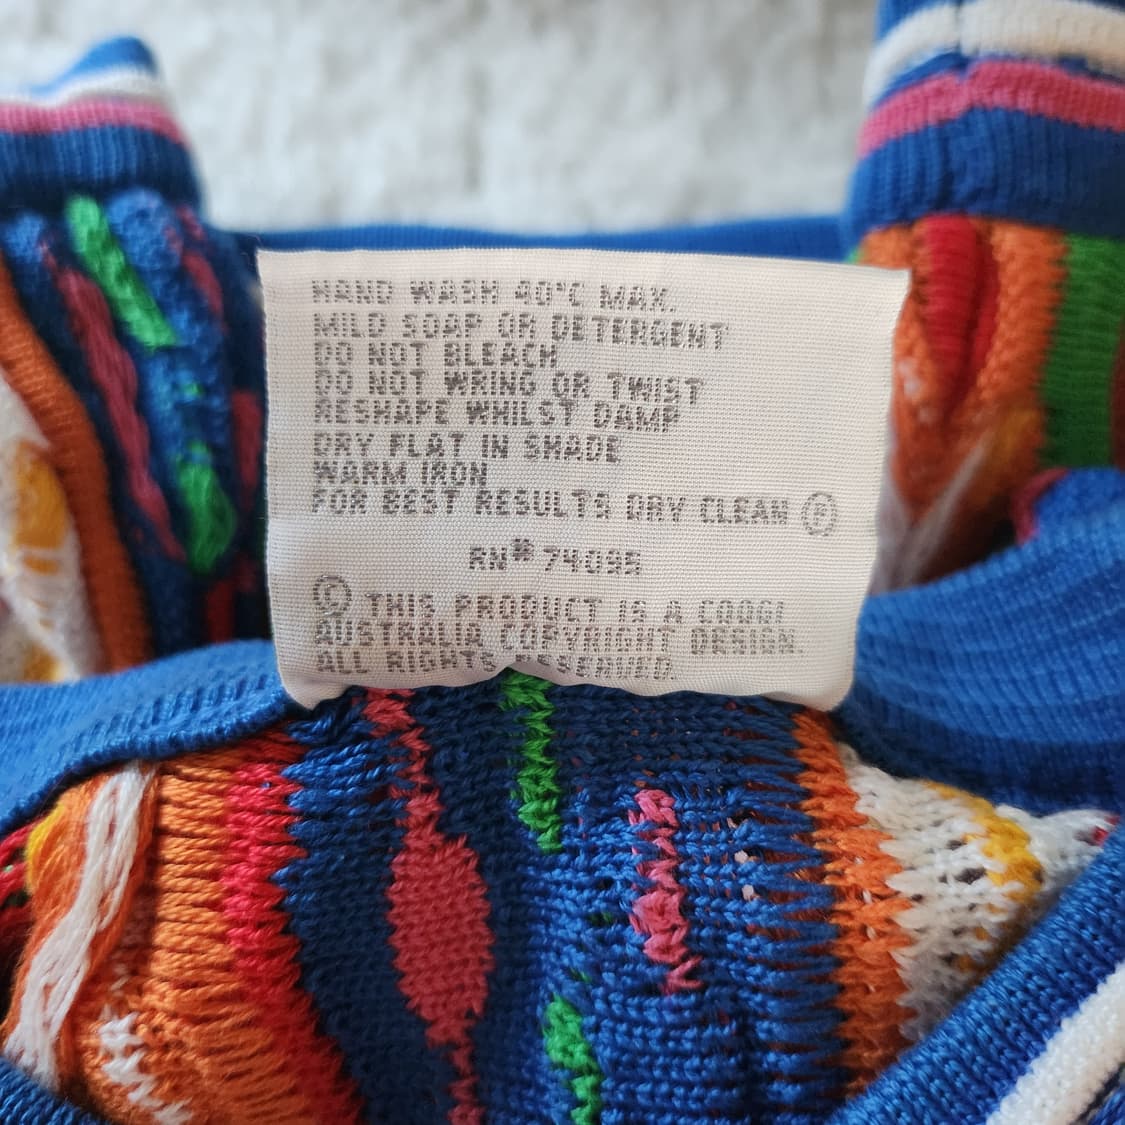 HAND WASH 40°C MAX.
MILD SOAP OR DETERGENT
DO NOT BLEACH
DO NOT WRING OR TWIST
RESHAPE WHILST DAMP
DRY FLAT IN SHADE
WARM IRON
FOR BEST RESULTS DRY CLEAN Ⓟ
RN# 74095
© THIS PRODUCT IS A COOGI
AUSTRALIA COPYRIGHT DESIGN.
ALL RIGHTS RESERVED.